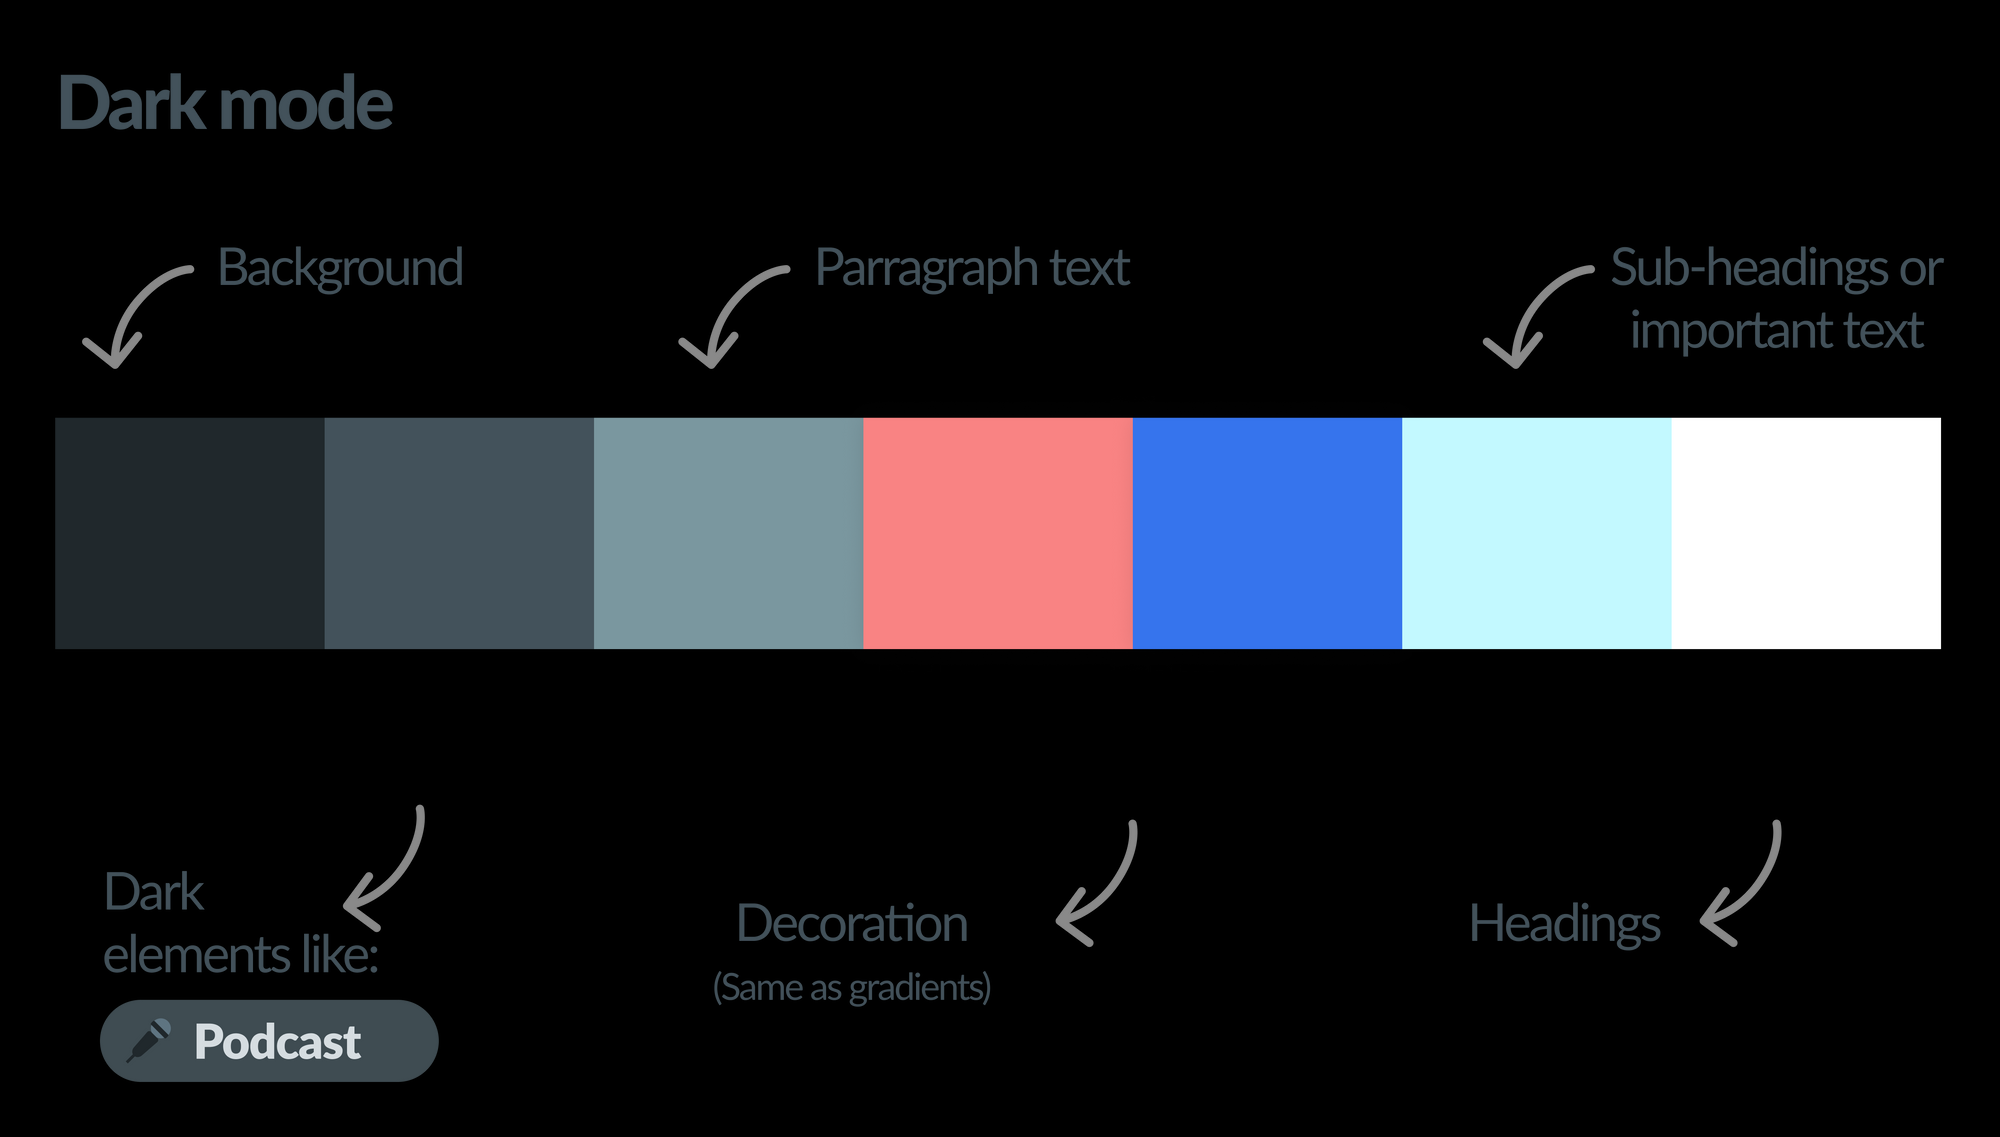 Dark mode
Background
Parragraph text
Sub-headings or
important text
Dark
elements like:
Podcast
Decoration
(Same as gradients)
Headings